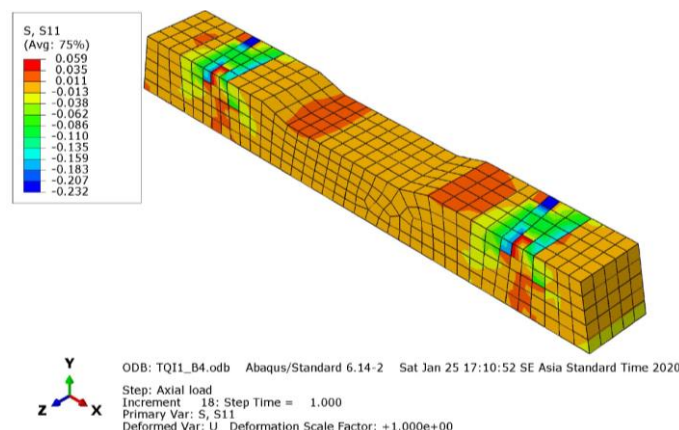 S, S11
(Avg: 75%)
0.059
0.035
0.011
-0.013
-0.038
-0.062
-0.086
-0.110
-0.135
-0.159
-0.183
-0.207
-0.232
Y
Z X
ODB: TQI1_B4.odb Abaqus/Standard 6.14-2 Sat Jan 25 17:10:52 SE Asia Standard Time 2020
Step: Axial load
Increment 18: Step Time = 1.000
Primary Var: S, S11
Deformed Var: U Deformation Scale Factor: +1.000e+00